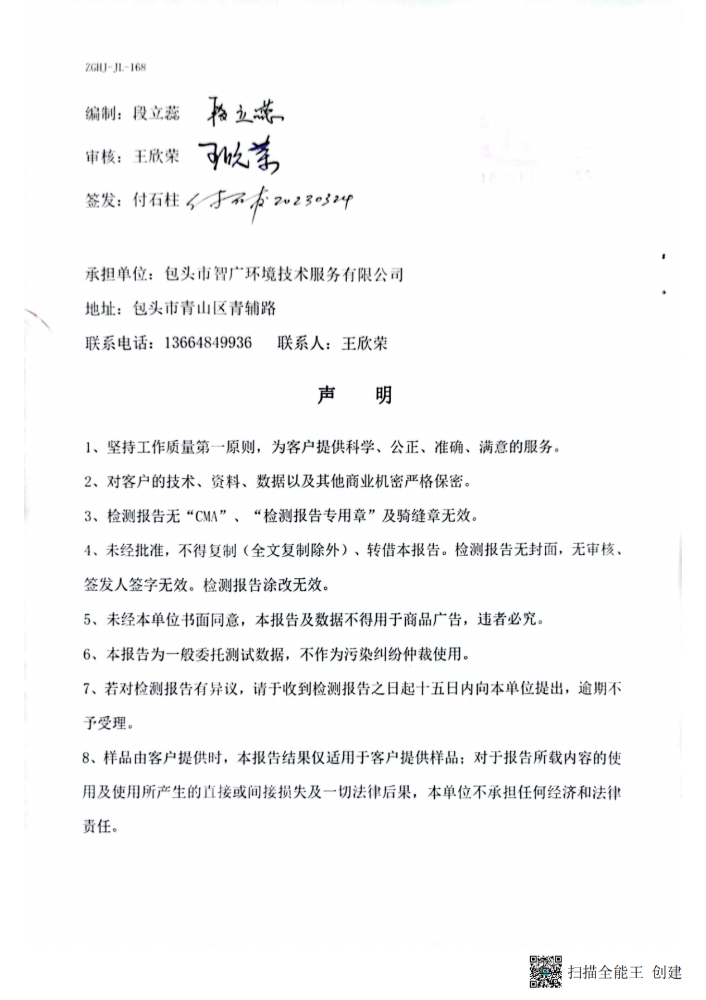 ZGHJ-JL-168
编制：段立蕊 段立蕊
审核：王欣荣 王欣荣
签发：付石柱 付石柱 20230324
承担单位：包头市智广环境技术服务有限公司
地址：包头市青山区青辅路
联系电话：13664849936 联系人：王欣荣
声 明
1、坚持工作质量第一原则，为客户提供科学、公正、准确、满意的服务。
2、对客户的技术、资料、数据以及其他商业机密严格保密。
3、检测报告无“CMA”、“检测报告专用章”及骑缝章无效。
4、未经批准，不得复制（全文复制除外）、转借本报告。检测报告无封面，无审核、
签发人签字无效。检测报告涂改无效。
5、未经本单位书面同意，本报告及数据不得用于商品广告，违者必究。
6、本报告为一般委托测试数据，不作为污染纠纷仲裁使用。
7、若对检测报告有异议，请于收到检测报告之日起十五日内向本单位提出，逾期不
予受理。
8、样品由客户提供时，本报告结果仅适用于客户提供样品；对于报告所载内容的使
用及使用所产生的直接或间接损失及一切法律后果，本单位不承担任何经济和法律
责任。
扫描全能王 创建